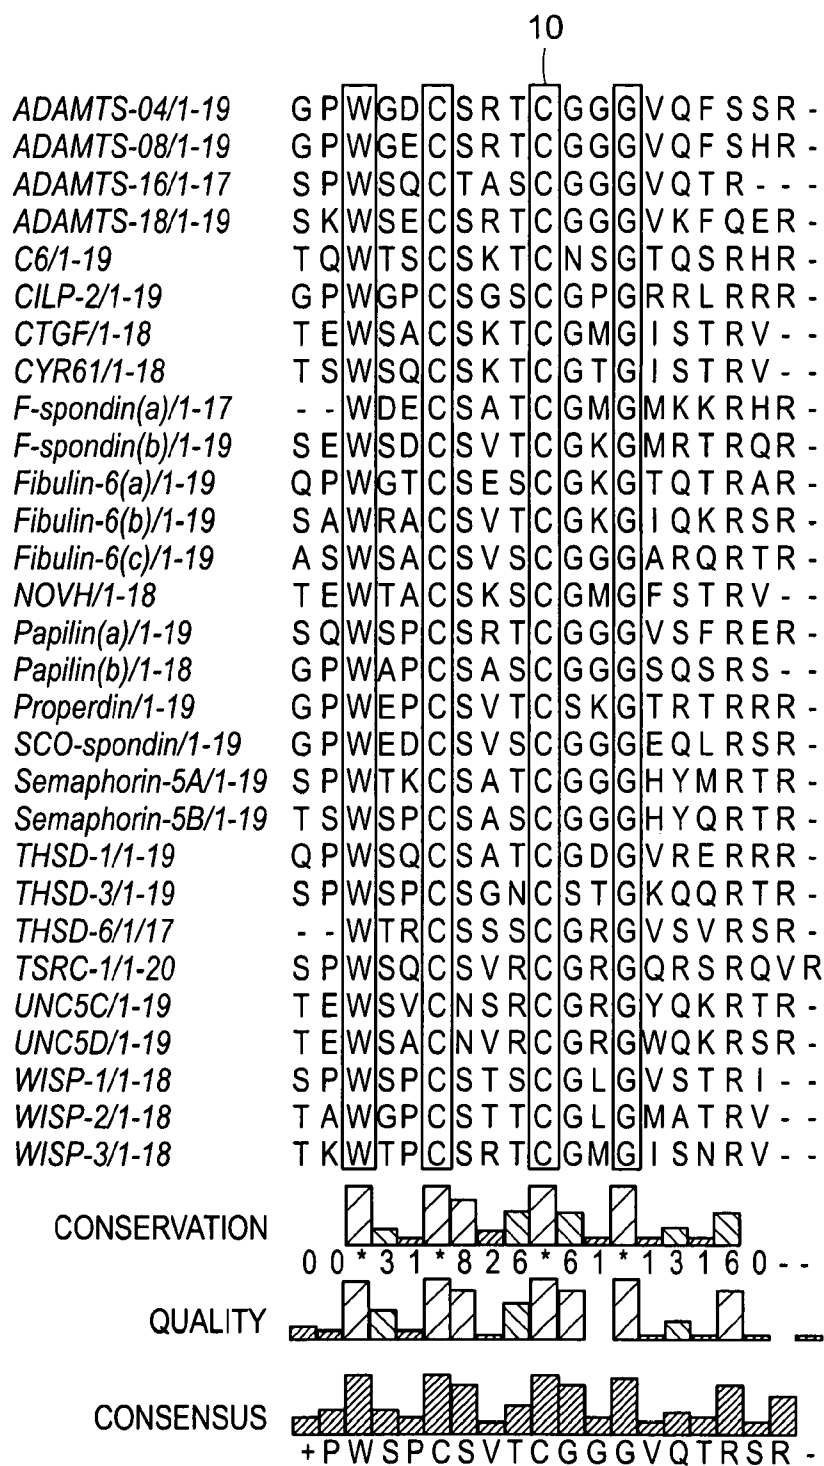 10
ADAMTS-04/1-19 G P W G D C S R T C G G G V Q F S S R -
ADAMTS-08/1-19 G P W G E C S R T C G G G V Q F S H R -
ADAMTS-16/1-17 S P W S Q C T A S C G G G V Q T R - - -
ADAMTS-18/1-19 S K W S E C S R T C G G G V K F Q E R -
C6/1-19 T Q W T S C S K T C N S G T Q S R H R -
CILP-2/1-19 G P W G P C S G S C G P G R R L R R R -
CTGF/1-18 T E W S A C S K T C G M G I S T R V - -
CYR61/1-18 T S W S Q C S K T C G T G I S T R V - -
F-spondin(a)/1-17 - - W D E C S A T C G M G M K K R H R -
F-spondin(b)/1-19 S E W S D C S V T C G K G M R T R Q R -
Fibulin-6(a)/1-19 Q P W G T C S E S C G K G T Q T R A R -
Fibulin-6(b)/1-19 S A W R A C S V T C G K G I Q K R S R -
Fibulin-6(c)/1-19 A S W S A C S V S C G G G A R Q R T R -
NOVH/1-18 T E W T A C S K S C G M G F S T R V - -
Papilin(a)/1-19 S Q W S P C S R T C G G G V S F R E R -
Papilin(b)/1-18 G P W A P C S A S C G G G S Q S R S - -
Properdin/1-19 G P W E P C S V T C S K G T R T R R R -
SCO-spondin/1-19 G P W E D C S V S C G G G E Q L R S R -
Semaphorin-5A/1-19 S P W T K C S A T C G G G H Y M R T R -
Semaphorin-5B/1-19 T S W S P C S A S C G G G H Y Q R T R -
THSD-1/1-19 Q P W S Q C S A T C G D G V R E R R R -
THSD-3/1-19 S P W S P C S G N C S T G K Q Q R T R -
THSD-6/1/17 - - W T R C S S S C G R G V S V R S R -
TSRC-1/1-20 S P W S Q C S V R C G R G Q R S R Q V R
UNC5C/1-19 T E W S V C N S R C G R G Y Q K R T R -
UNC5D/1-19 T E W S A C N V R C G R G W Q K R S R -
WISP-1/1-18 S P W S P C S T S C G L G V S T R I - -
WISP-2/1-18 T A W G P C S T T C G L G M A T R V - -
WISP-3/1-18 T K W T P C S R T C G M G I S N R V - -
CONSERVATION
0 0 * 3 1 * 8 2 6 * 6 1 * 1 3 1 6 0 - -
QUALITY
CONSENSUS
+ P W S P C S V T C G G G V Q T R S R -